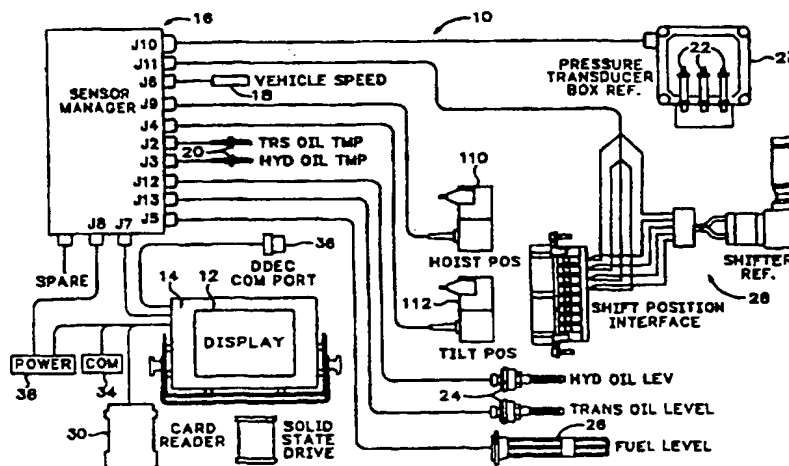 16
10
J10
J11
J6
J9
J4
J2
J3
J12
J13
J5
J8 J7
SENSOR
MANAGER
VEHICLE SPEED
18
TRS OIL TMP
20
HYD OIL TMP
PRESSURE
TRANSDUCER
BOX REF.
22
110
HOIST POS
112
TILT POS
SHIFTER
REF.
28
SHIFT POSITION
INTERFACE
SPARE
36
DDEC
COM PORT
14
12
DISPLAY
POWER
38
COM
34
30
CARD
READER
SOLID
STATE
DRIVE
HYD OIL LEV
24
TRANS OIL LEVEL
26
FUEL LEVEL